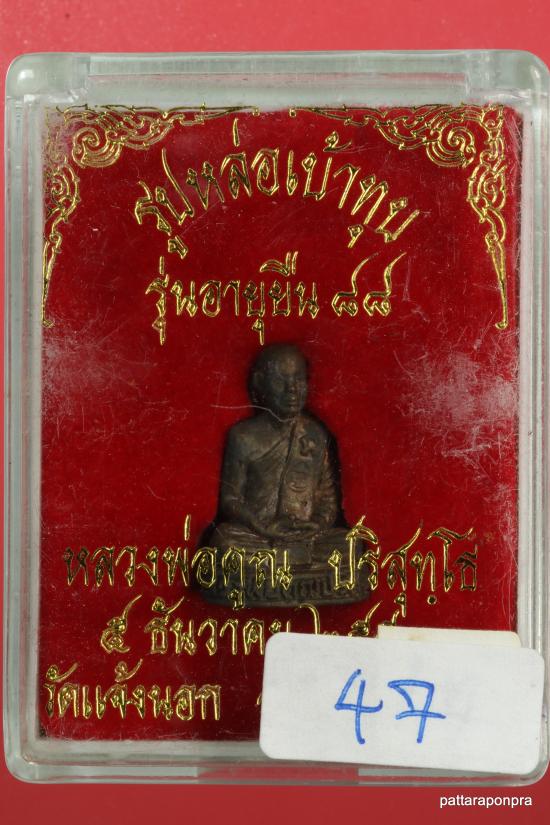 รูปหล่อเบ้าทุบ
รุ่นอายุยืน ๘๘
หลวงพ่อคูณ ปริสุทฺโธ
๕ ธันวาคม
วัดแจ้งนอก
47
pattaraponpra